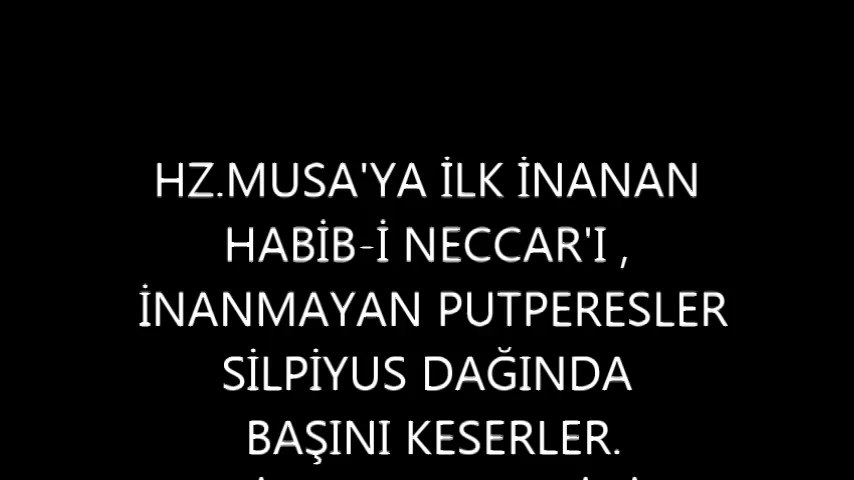 HZ.MUSA'YA İLK İNANAN
HABİB-İ NECCAR'I ,
İNANMAYAN PUTPERESLER
SİLPİYUS DAĞINDA
BAŞINI KESERLER.